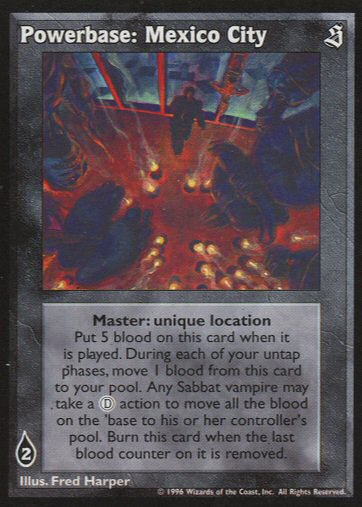 Powerbase: Mexico City
Master: unique location
Put 5 blood on this card when it
is played. During each of your untap
phases, move 1 blood from this card
to your pool. Any Sabbat vampire may
take a Ⓓ action to move all the blood
on the 'base to his or her controller's
pool. Burn this card when the last
blood counter on it is removed.
2
Illus. Fred Harper
© 1996 Wizards of the Coast, Inc. All Rights Reserved.